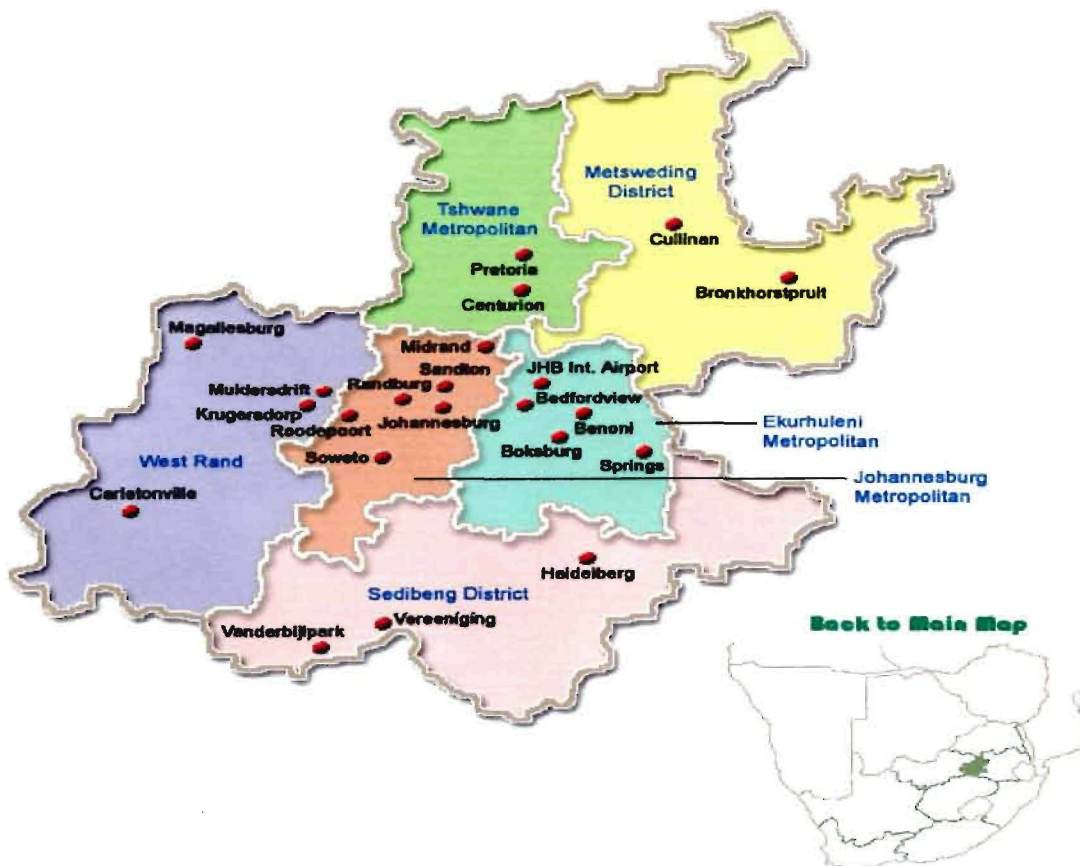 Metsweding
District
Tshwane
Metropolitan
Cullinan
Pretoria
Bronkhorstpruit
Centurion
Magaliesburg
Midrand
Sandton
JHB Int. Airport
Randburg
Muldersdrift
Bedfordview
Krugersdorp
Roodepoort
Johannesburg
Benoni
Ekurhuleni
Metropolitan
Boksburg
Soweto
Springs
West Rand
Johannesburg
Metropolitan
Carletonville
Heidelberg
Sedibeng District
Vereeniging
Vanderbijlpark
Back to Main Map